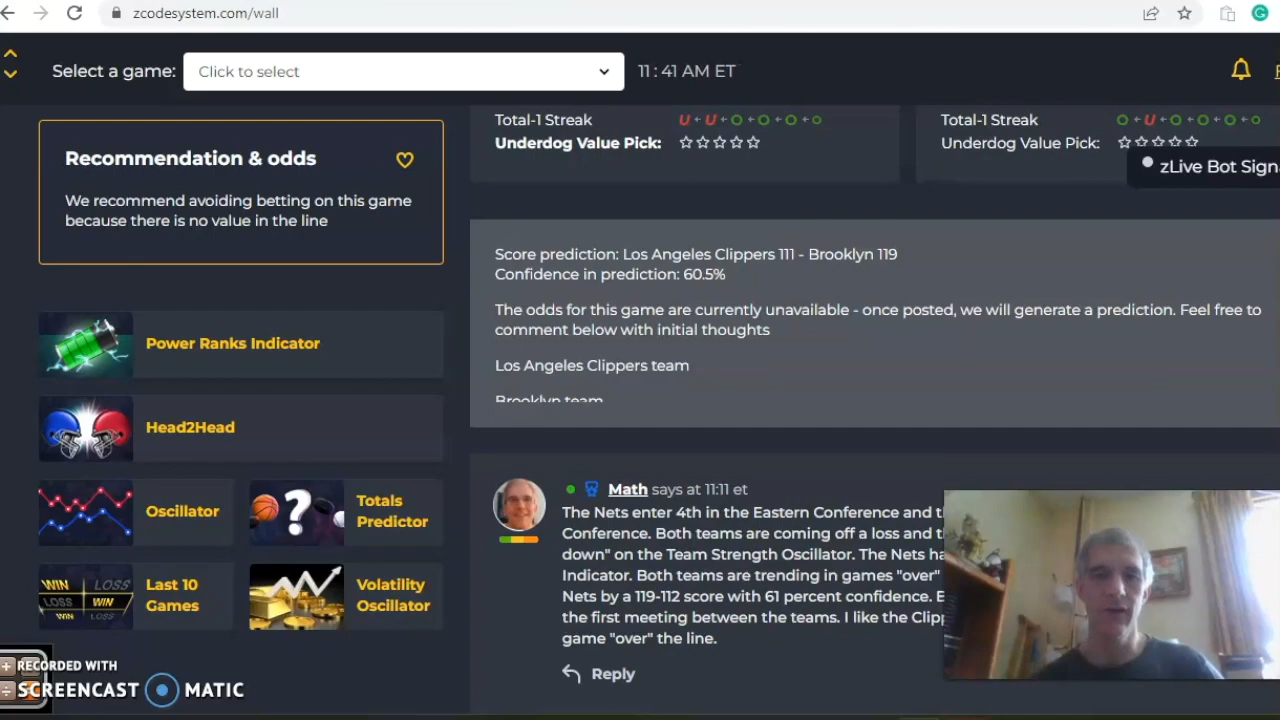 zcodesystem.com/wall
Select a game: Click to select 11:41 AM ET
Recommendation & odds
We recommend avoiding betting on this game
because there is no value in the line
Power Ranks Indicator
Head2Head
Oscillator
Totals
Predictor
WIN LOSS
LOSS WIN
WIN LOSS
Last 10
Games
Volatility
Oscillator
RECORDED WITH
SCREENCAST MATIC
Total-1 Streak U O O O O
Underdog Value Pick:
Total-1 Streak O U O O O O
Underdog Value Pick:
zLive Bot Sign
Score prediction: Los Angeles Clippers 111 - Brooklyn 119
Confidence in prediction: 60.5%
The odds for this game are currently unavailable - once posted, we will generate a prediction. Feel free to
comment below with initial thoughts
Los Angeles Clippers team
Brooklyn team
Math says at 11:11 et
The Nets enter 4th in the Eastern Conference and t
Conference. Both teams are coming off a loss and t
down" on the Team Strength Oscillator. The Nets ha
Indicator. Both teams are trending in games "over"
Nets by a 119-112 score with 61 percent confidence. E
the first meeting between the teams. I like the Clipp
game "over" the line.
Reply